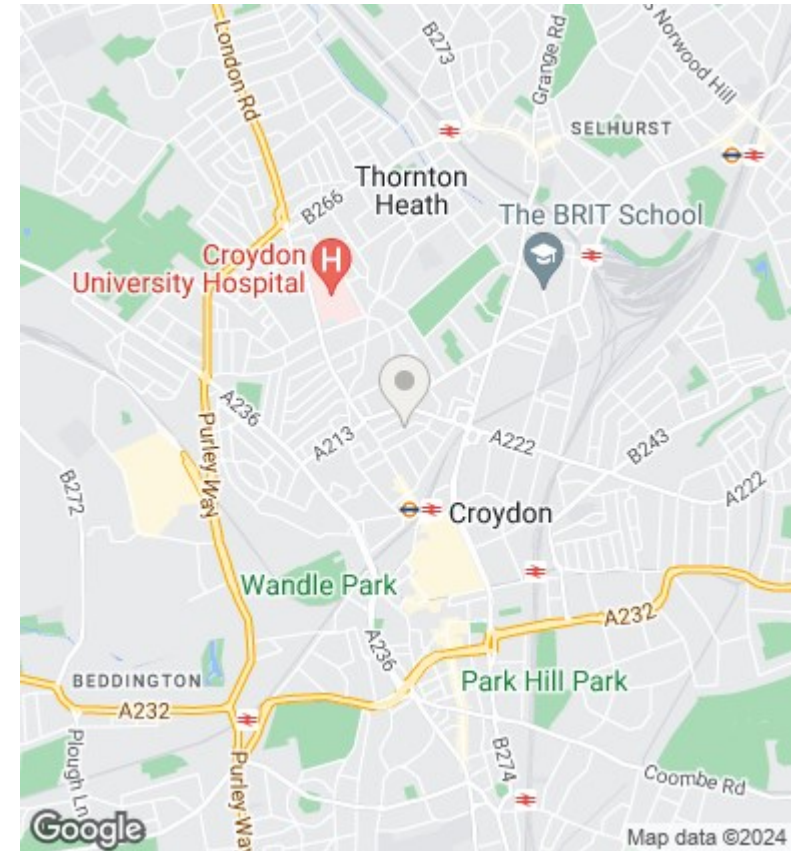 London Rd
B273
Grange Rd
S Norwood Hill
SELHURST
Thornton
Heath
B266
The BRIT School
Croydon
University Hospital
H
A236
A213
A222
B243
A222
Purley Way
B272
Croydon
Wandle Park
A236
A232
BEDDINGTON
A232
Park Hill Park
Plough Ln
Purley Way
B274
Coombe Rd
Google
Map data ©2024